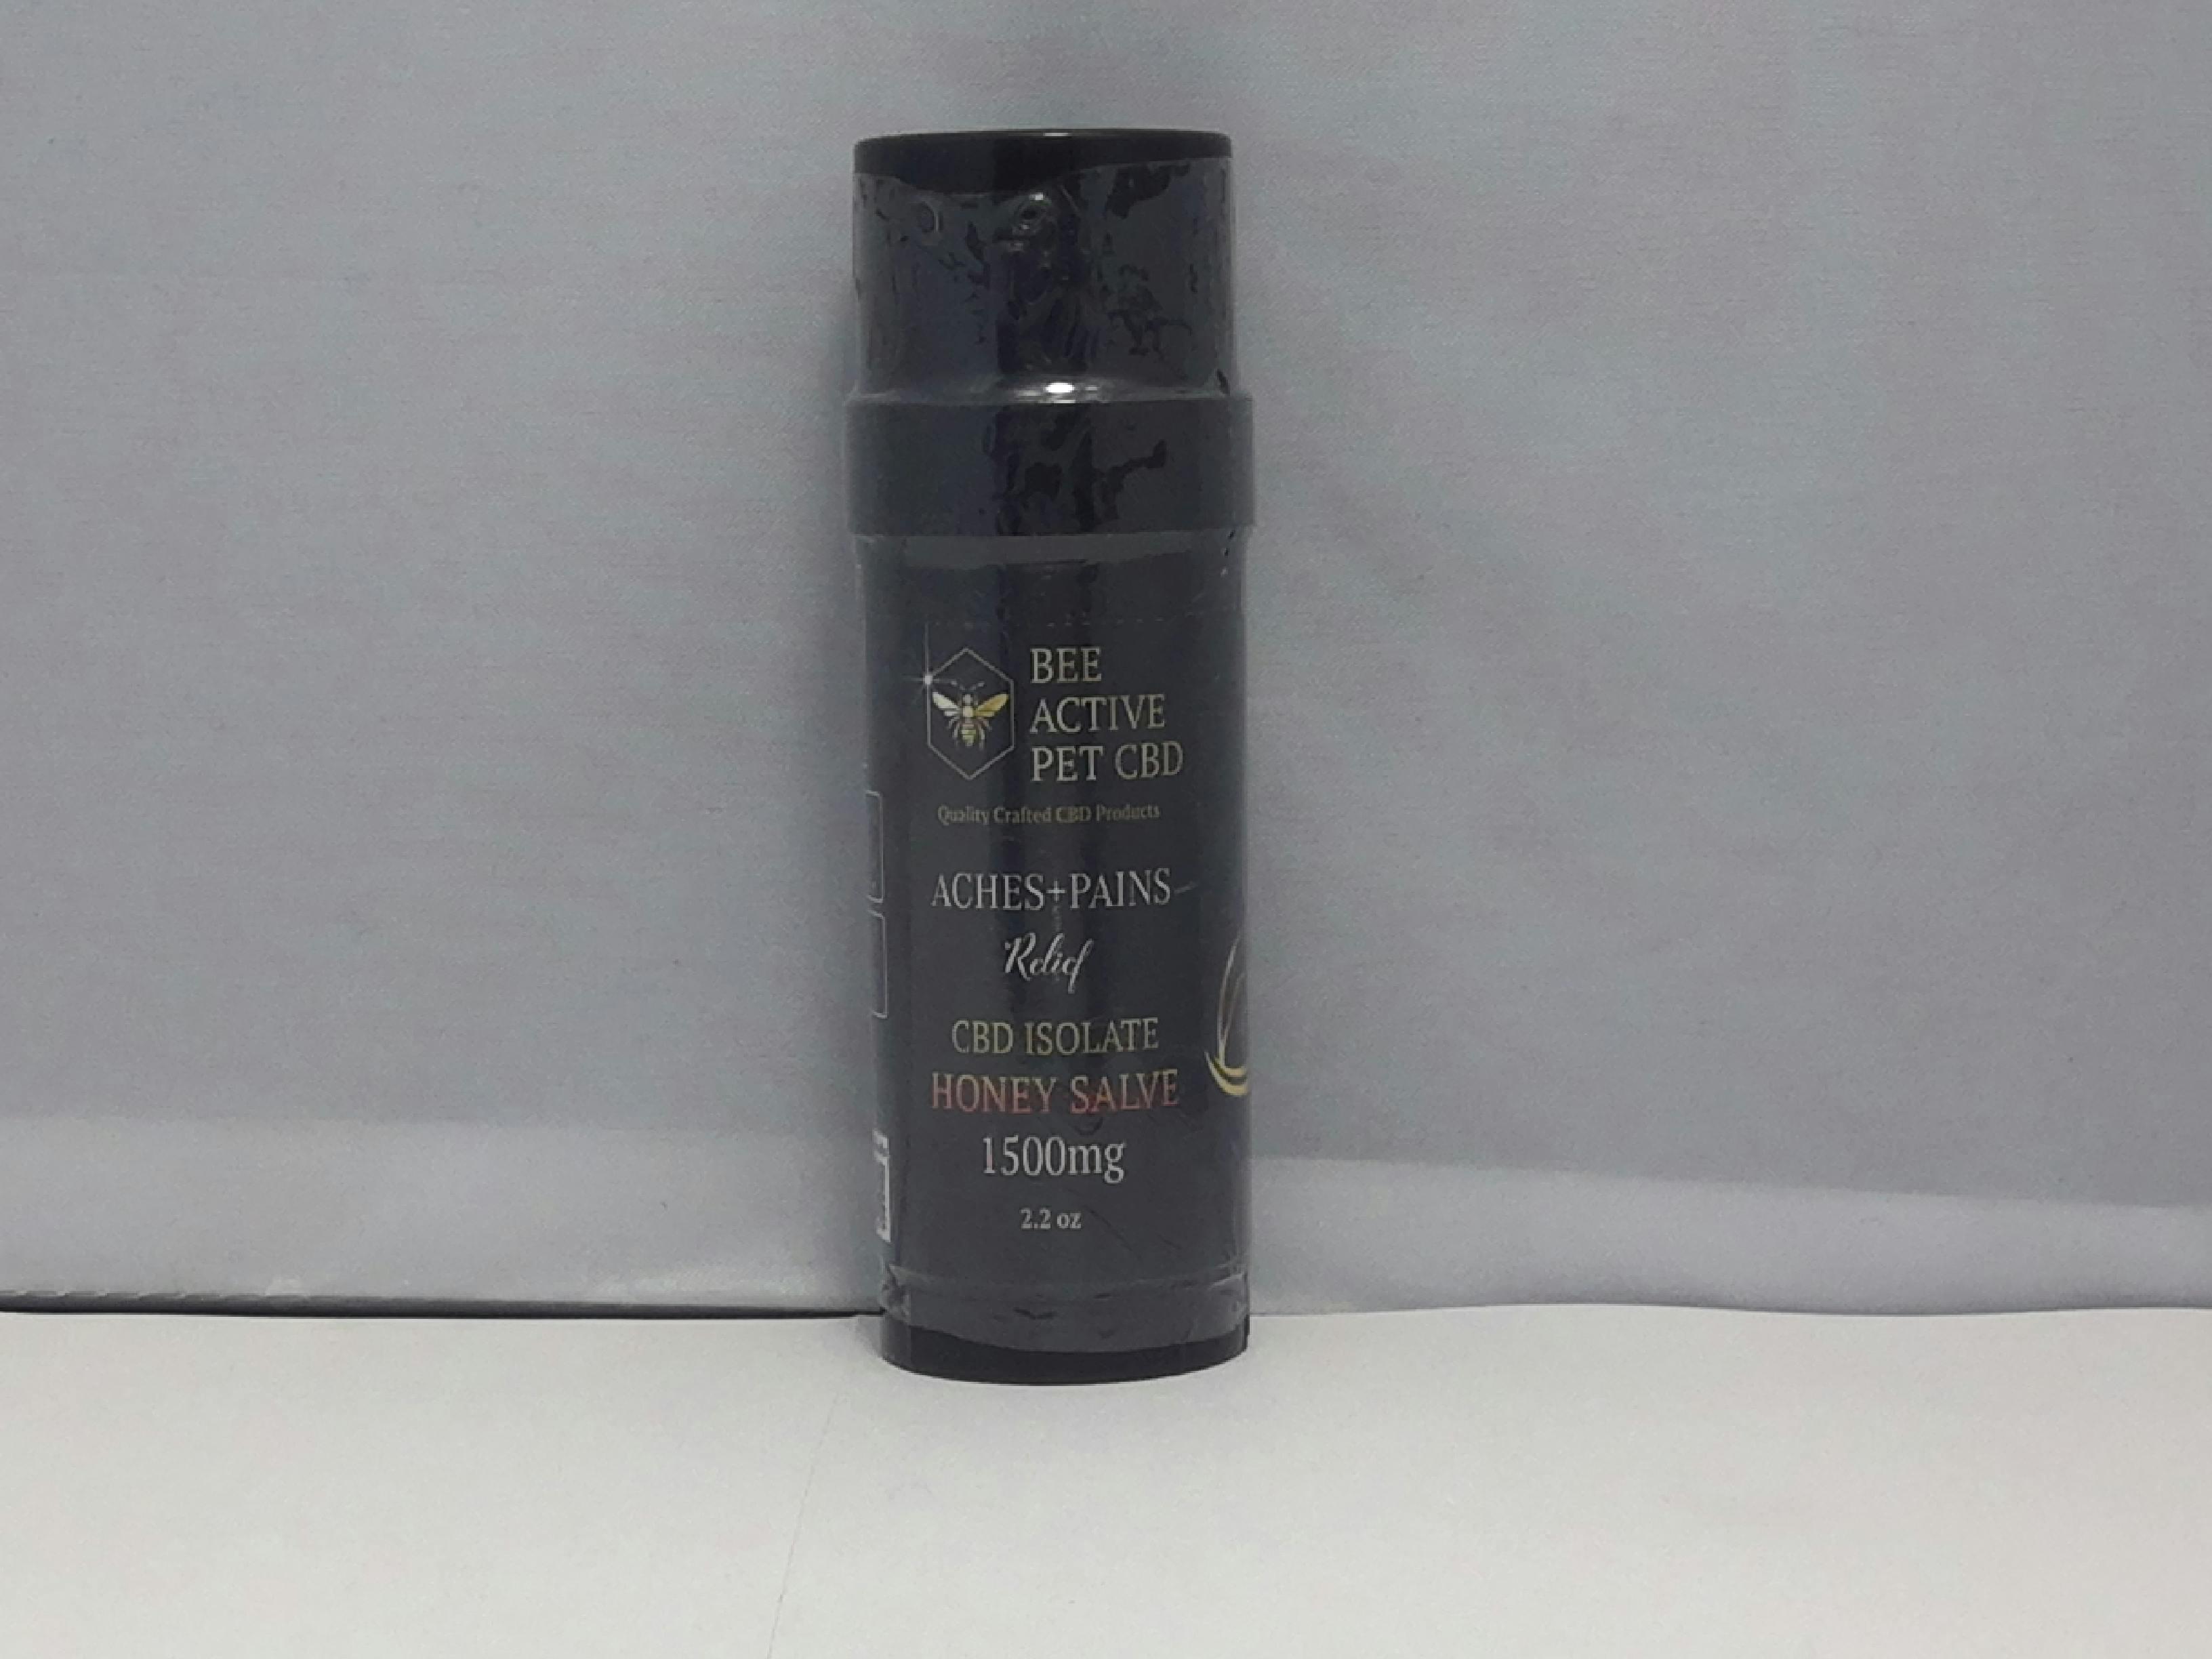 BEE
ACTIVE
PET CBD
Quality Crafted CBD Products
ACHES+PAINS
Relief
CBD ISOLATE
HONEY SALVE
1500mg
2.2 oz